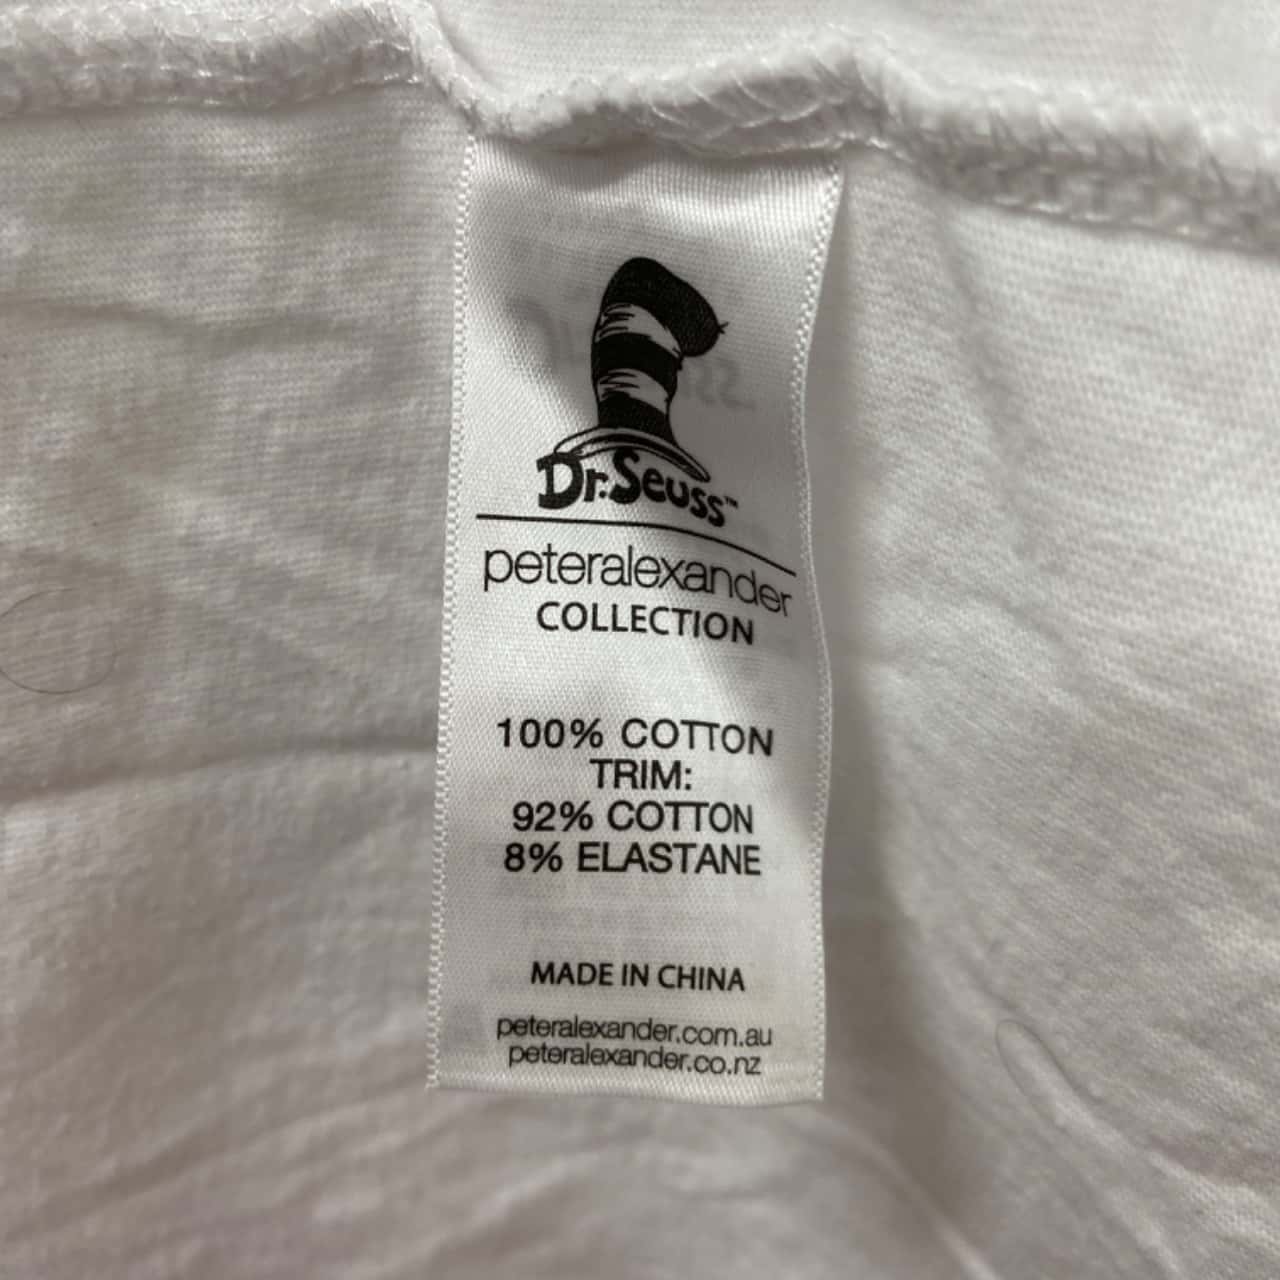 Dr. Seuss™
peteralexander
COLLECTION
100% COTTON
TRIM:
92% COTTON
8% ELASTANE
MADE IN CHINA
peteralexander.com.au
peteralexander.co.nz